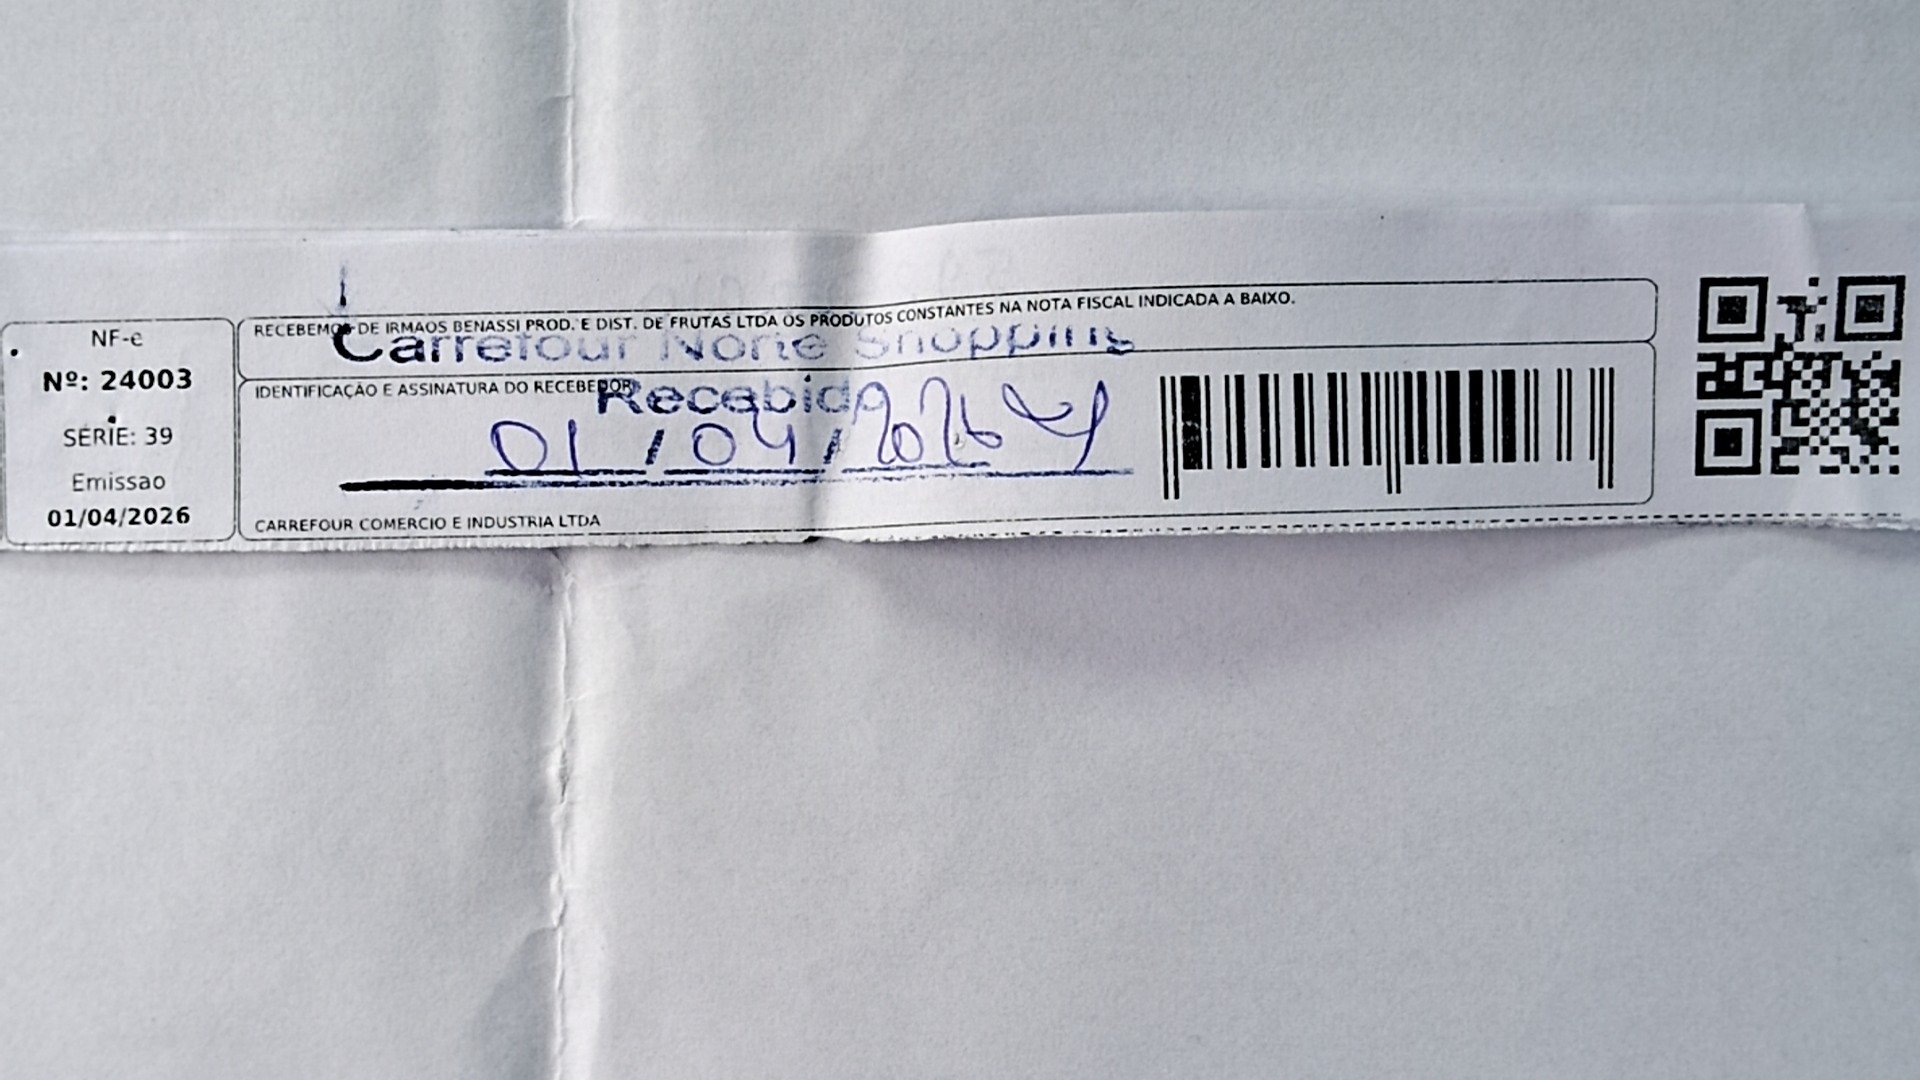 NF-e
Nº: 24003
SÉRIE: 39
Emissao
01/04/2026
RECEBEMOS DE IRMAOS BENASSI PROD. E DIST. DE FRUTAS LTDA OS PRODUTOS CONSTANTES NA NOTA FISCAL INDICADA A BAIXO.
Carrefour Norte Shopping
IDENTIFICAÇÃO E ASSINATURA DO RECEBEDOR
Recebido
01/04/2026
CARREFOUR COMERCIO E INDUSTRIA LTDA